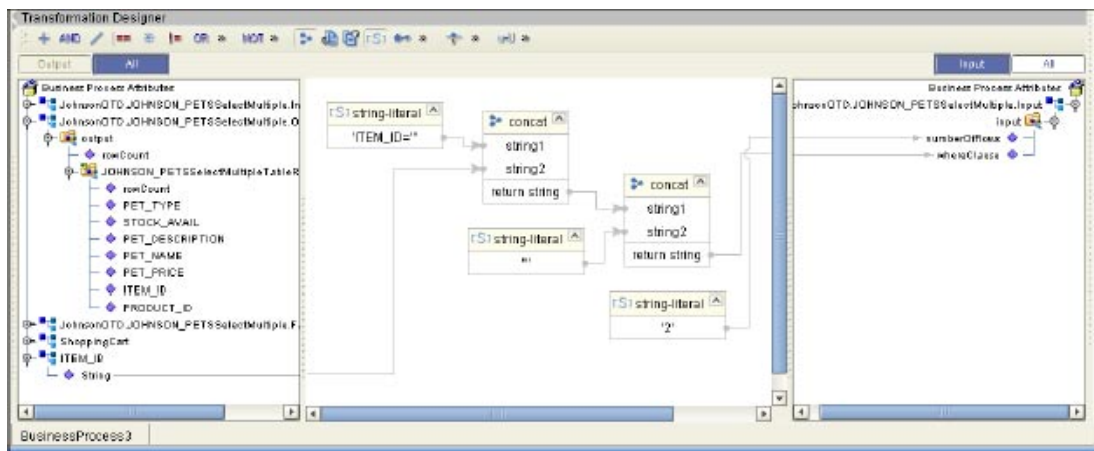 Transformation Designer
AND OR NOT
Output All Input All
Business Process Attributes
JohnsonOTD.JOHNSON_PETSSelectMultiple.In
JohnsonOTD.JOHNSON_PETSSelectMultiple.O
output
rowCount
JOHNSON_PETSSelectMultipleTableR
rowCount
PET_TYPE
STOCK_AVAIL
PET_DESCRIPTION
PET_NAME
PET_PRICE
ITEM_ID
PRODUCT_ID
JohnsonOTD.JOHNSON_PETSSelectMultiple.F
ShoppingCart
ITEM_ID
String
string-literal
'ITEM_ID=''
concat
string1
string2
return string
string-literal
concat
string1
string2
return string
string-literal
'2'
Business Process Attributes
ohnsonOTD.JOHNSON_PETSSelectMultiple.Input
input
numberOfRows
whereClause
BusinessProcess3